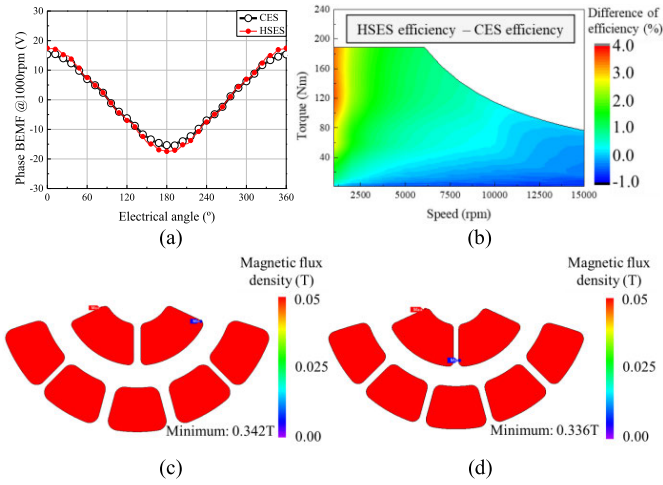 CES
HSES
30
20
10
0
-10
-20
-30
Phase BEMF @1000rpm (V)
0 60 120 180 240 300 360
Electrical angle (º)
(a)
HSES efficiency – CES efficiency
Difference of
efficiency (%)
4.0
3.0
2.0
1.0
0.0
-1.0
240
200
160
120
80
40
Torque (Nm)
2500 5000 7500 10000 12500 15000
Speed (rpm)
(b)
Magnetic flux
density (T)
0.05
0.025
0.00
Minimum: 0.342T
(c)
Magnetic flux
density (T)
0.05
0.025
0.00
Minimum: 0.336T
(d)